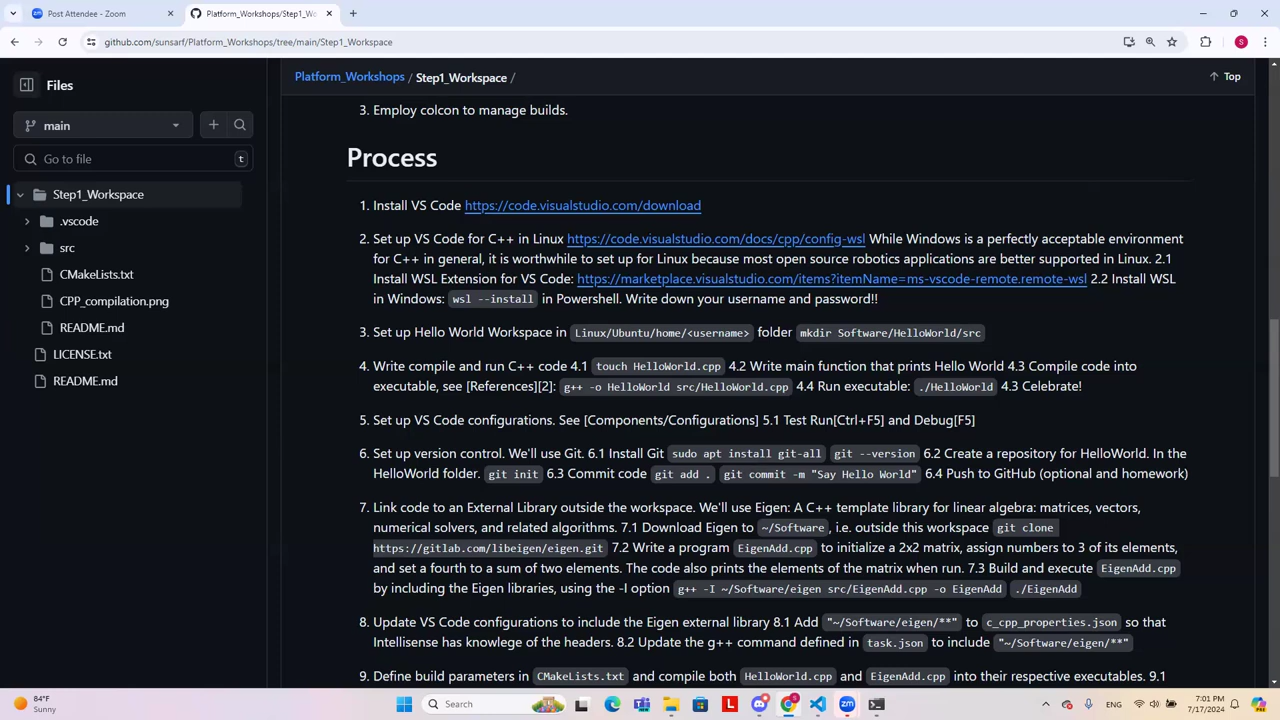 Post Attendee - Zoom
Platform_Workshops/Step1_Wo
github.com/sunsarf/Platform_Workshops/tree/main/Step1_Workspace
S
Files
Platform_Workshops / Step1_Workspace /
Top
main
Go to file
t
Step1_Workspace
.vscode
src
CMakeLists.txt
CPP_compilation.png
README.md
LICENSE.txt
README.md
3. Employ colcon to manage builds.
Process
1. Install VS Code https://code.visualstudio.com/download
2. Set up VS Code for C++ in Linux https://code.visualstudio.com/docs/cpp/config-wsl While Windows is a perfectly acceptable environment
for C++ in general, it is worthwhile to set up for Linux because most open source robotics applications are better supported in Linux. 2.1
Install WSL Extension for VS Code: https://marketplace.visualstudio.com/items?itemName=ms-vscode-remote.remote-wsl 2.2 Install WSL
in Windows: wsl --install in Powershell. Write down your username and password!!
3. Set up Hello World Workspace in Linux/Ubuntu/home/<username> folder mkdir Software/HelloWorld/src
4. Write compile and run C++ code 4.1 touch HelloWorld.cpp 4.2 Write main function that prints Hello World 4.3 Compile code into
executable, see [References][2]: g++ -o HelloWorld src/HelloWorld.cpp 4.4 Run executable: ./HelloWorld 4.3 Celebrate!
5. Set up VS Code configurations. See [Components/Configurations] 5.1 Test Run[Ctrl+F5] and Debug[F5]
6. Set up version control. We'll use Git. 6.1 Install Git sudo apt install git-all git --version 6.2 Create a repository for HelloWorld. In the
HelloWorld folder. git init 6.3 Commit code git add . git commit -m "Say Hello World" 6.4 Push to GitHub (optional and homework)
7. Link code to an External Library outside the workspace. We'll use Eigen: A C++ template library for linear algebra: matrices, vectors,
numerical solvers, and related algorithms. 7.1 Download Eigen to ~/Software, i.e. outside this workspace git clone
https://gitlab.com/libeigen/eigen.git 7.2 Write a program EigenAdd.cpp to initialize a 2x2 matrix, assign numbers to 3 of its elements,
and set a fourth to a sum of two elements. The code also prints the elements of the matrix when run. 7.3 Build and execute EigenAdd.cpp
by including the Eigen libraries, using the -I option g++ -I ~/Software/eigen src/EigenAdd.cpp -o EigenAdd ./EigenAdd
8. Update VS Code configurations to include the Eigen external library 8.1 Add "~/Software/eigen/**" to c_cpp_properties.json so that
Intellisense has knowlege of the headers. 8.2 Update the g++ command defined in task.json to include "~/Software/eigen/**"
9. Define build parameters in CMakeLists.txt and compile both HelloWorld.cpp and EigenAdd.cpp into their respective executables. 9.1
84°F
Sunny
Search
L
zm
ENG
7:01 PM
7/17/2024